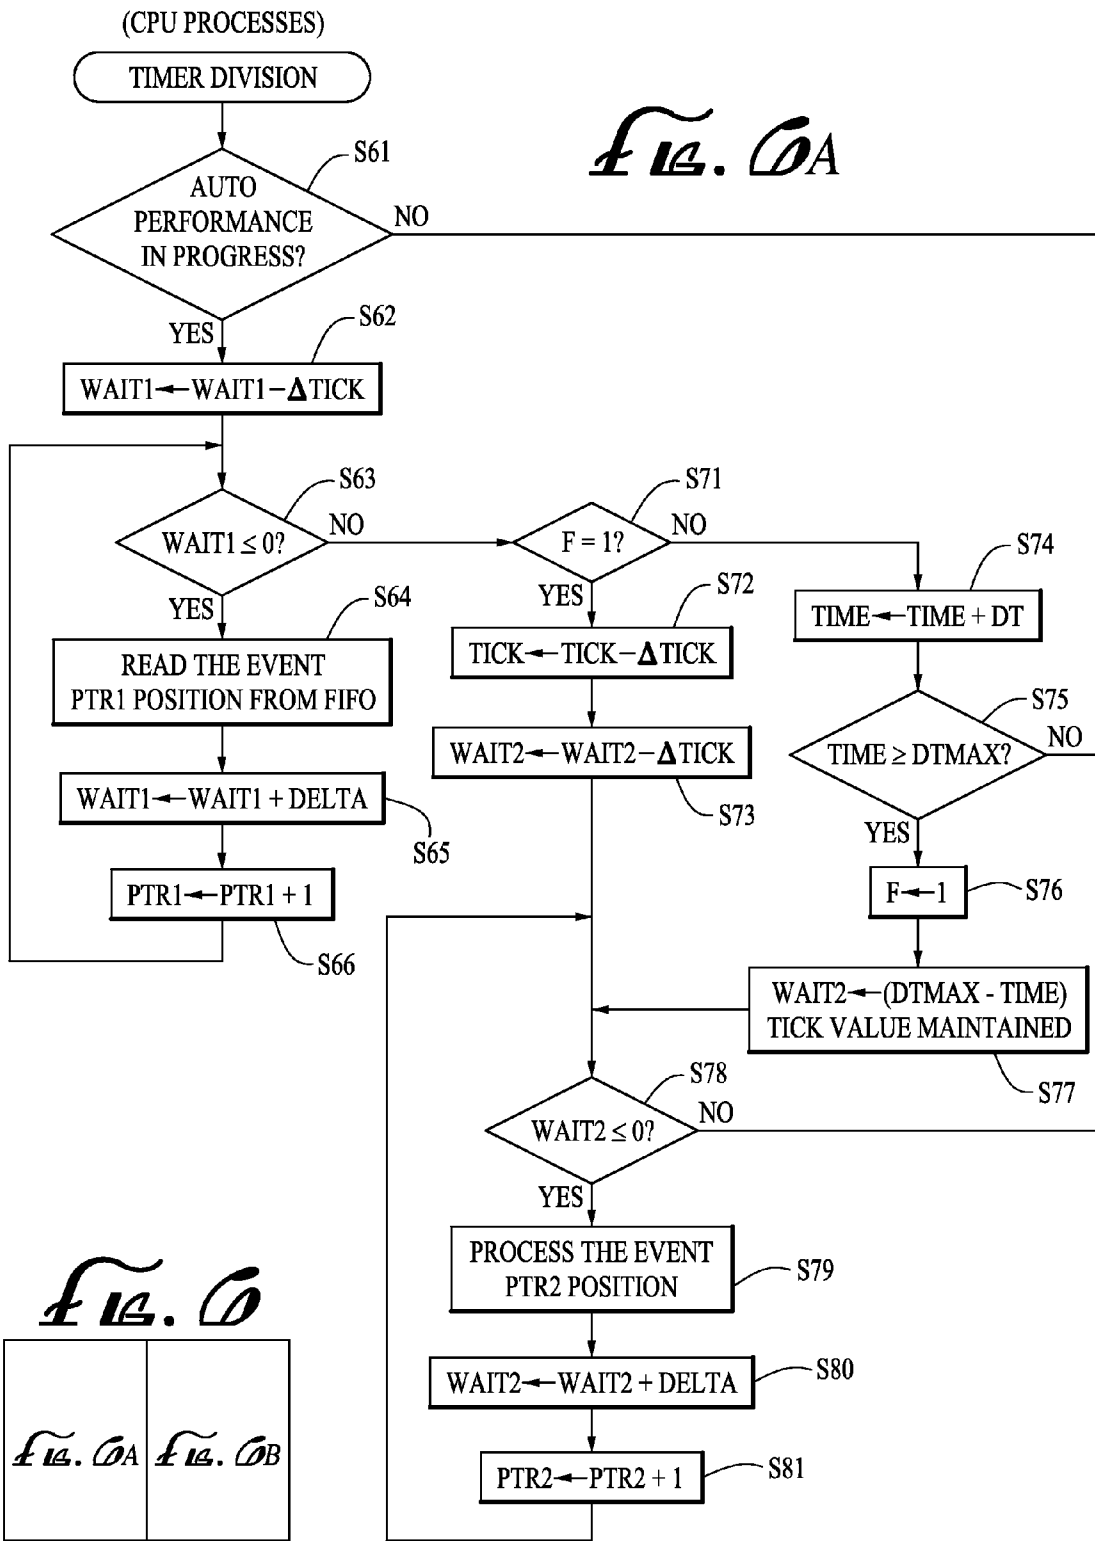 (CPU PROCESSES)
TIMER DIVISION
FIG. 6A
S61
AUTO
PERFORMANCE
IN PROGRESS?
NO
YES
S62
WAIT1←WAIT1−ΔTICK
S63
WAIT1 ≤ 0?
NO
YES
S64
READ THE EVENT
PTR1 POSITION FROM FIFO
WAIT1←WAIT1 + DELTA
S65
PTR1←PTR1 + 1
S66
S71
F = 1?
NO
YES
S72
TICK←TICK−ΔTICK
WAIT2←WAIT2−ΔTICK
S73
S74
TIME←TIME + DT
S75
TIME ≥ DTMAX?
NO
YES
F←1
S76
WAIT2←(DTMAX - TIME)
TICK VALUE MAINTAINED
S77
S78
WAIT2 ≤ 0?
NO
YES
PROCESS THE EVENT
PTR2 POSITION
S79
WAIT2←WAIT2 + DELTA
S80
PTR2←PTR2 + 1
S81
FIG. 6
FIG. 6A
FIG. 6B